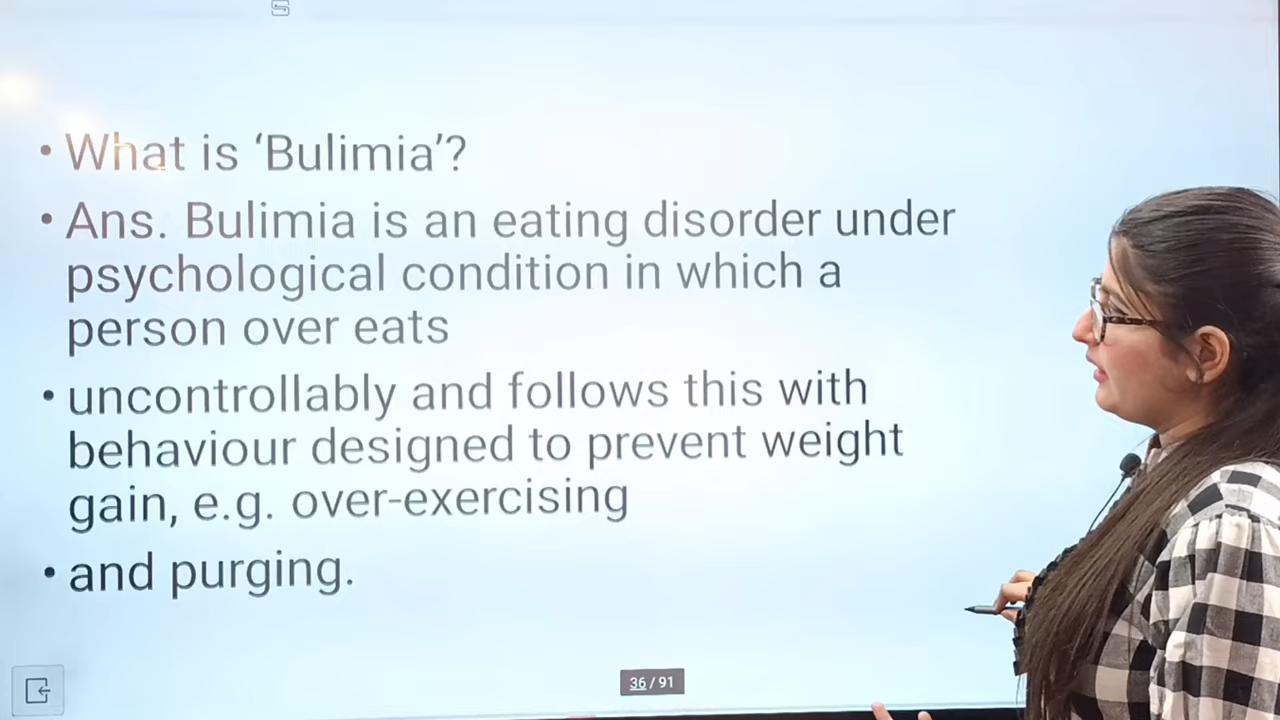 • What is ‘Bulimia’?
• Ans. Bulimia is an eating disorder under
psychological condition in which a
person over eats
• uncontrollably and follows this with
behaviour designed to prevent weight
gain, e.g. over-exercising
• and purging.
36 / 91